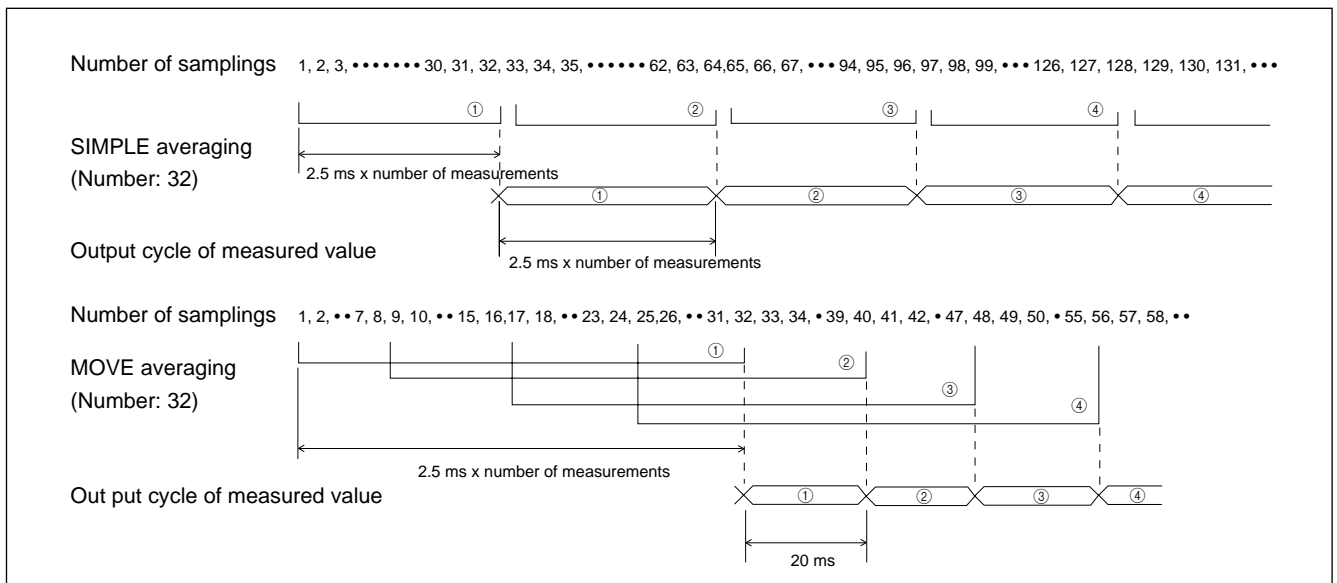 Number of samplings 1, 2, 3, ••••••• 30, 31, 32, 33, 34, 35, •••••• 62, 63, 64,65, 66, 67, ••• 94, 95, 96, 97, 98, 99, ••• 126, 127, 128, 129, 130, 131, •••
① ② ③ ④
SIMPLE averaging
(Number: 32)
2.5 ms x number of measurements
① ② ③ ④
Output cycle of measured value
2.5 ms x number of measurements
Number of samplings 1, 2, •• 7, 8, 9, 10, •• 15, 16,17, 18, •• 23, 24, 25,26, •• 31, 32, 33, 34, • 39, 40, 41, 42, • 47, 48, 49, 50, • 55, 56, 57, 58, ••
① ② ③ ④
MOVE averaging
(Number: 32)
2.5 ms x number of measurements
Out put cycle of measured value
① ② ③ ④
20 ms